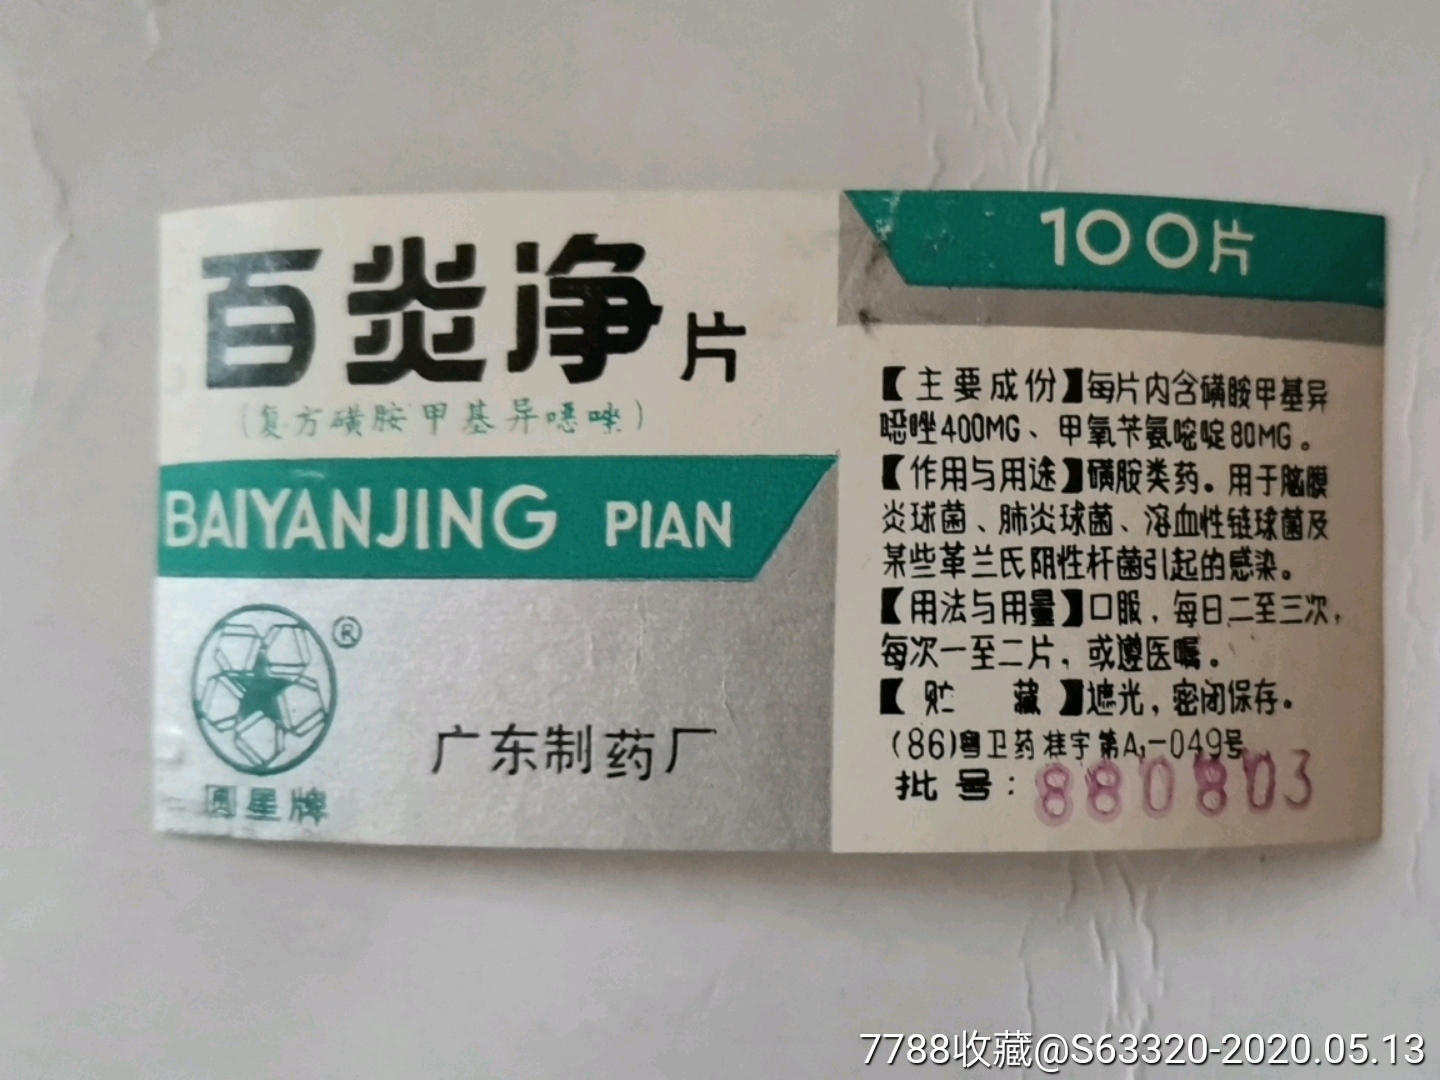 百炎净片
(复方磺胺甲基异噁唑)
BAIYANJING PIAN
®
圆星牌
广东制药厂
100片
【主要成份】每片内含磺胺甲基异
噁唑400MG、甲氧苄氨嘧啶80MG。
【作用与用途】磺胺类药。用于脑膜
炎球菌、肺炎球菌、溶血性链球菌及
某些革兰氏阴性杆菌引起的感染。
【用法与用量】口服，每日二至三次，
每次一至二片，或遵医嘱。
【贮　　藏】遮光，密闭保存。
(86)粤卫药准字第A₁-049号
批号：880803
7788收藏@S63320-2020.05.13